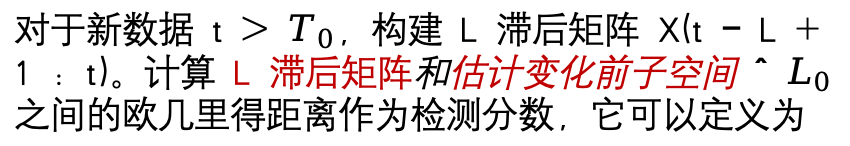 对于新数据 t > T₀，构建 L 滞后矩阵 X(t − L +
1 : t)。计算 L 滞后矩阵和估计变化前子空间 ˆ L₀
之间的欧几里得距离作为检测分数，它可以定义为